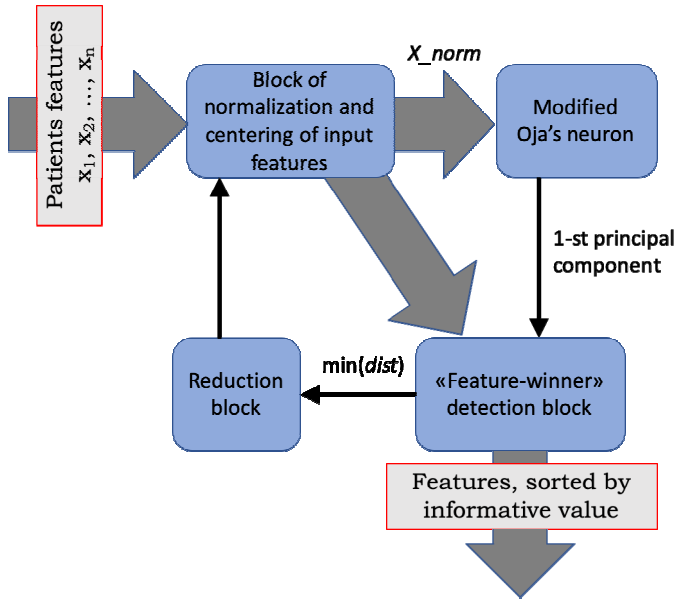 Patients features
x₁, x₂, ..., xₙ
Block of
normalization and
centering of input
features
X_norm
Modified
Oja's neuron
1-st principal
component
Reduction
block
min(dist)
«Feature-winner»
detection block
Features, sorted by
informative value